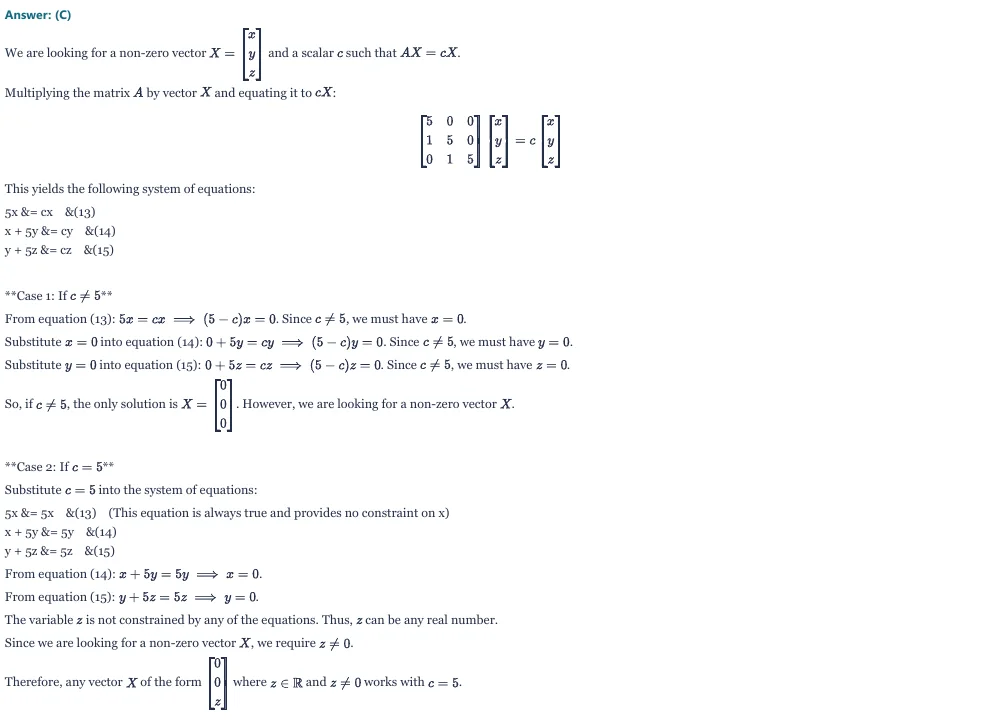 Answer: (C)
We are looking for a non-zero vector X = [x y z] and a scalar c such that AX = cX.
Multiplying the matrix A by vector X and equating it to cX:
[5 0 0
1 5 0
0 1 5] [x y z] = c [x y z]
This yields the following system of equations:
5x &= cx &(13)
x + 5y &= cy &(14)
y + 5z &= cz &(15)
**Case 1: If c ≠ 5**
From equation (13): 5x = cx ⟹ (5 − c)x = 0. Since c ≠ 5, we must have x = 0.
Substitute x = 0 into equation (14): 0 + 5y = cy ⟹ (5 − c)y = 0. Since c ≠ 5, we must have y = 0.
Substitute y = 0 into equation (15): 0 + 5z = cz ⟹ (5 − c)z = 0. Since c ≠ 5, we must have z = 0.
So, if c ≠ 5, the only solution is X = [0 0 0]. However, we are looking for a non-zero vector X.
**Case 2: If c = 5**
Substitute c = 5 into the system of equations:
5x &= 5x &(13) (This equation is always true and provides no constraint on x)
x + 5y &= 5y &(14)
y + 5z &= 5z &(15)
From equation (14): x + 5y = 5y ⟹ x = 0.
From equation (15): y + 5z = 5z ⟹ y = 0.
The variable z is not constrained by any of the equations. Thus, z can be any real number.
Since we are looking for a non-zero vector X, we require z ≠ 0.
Therefore, any vector X of the form [0 0 z] where z ∈ ℝ and z ≠ 0 works with c = 5.